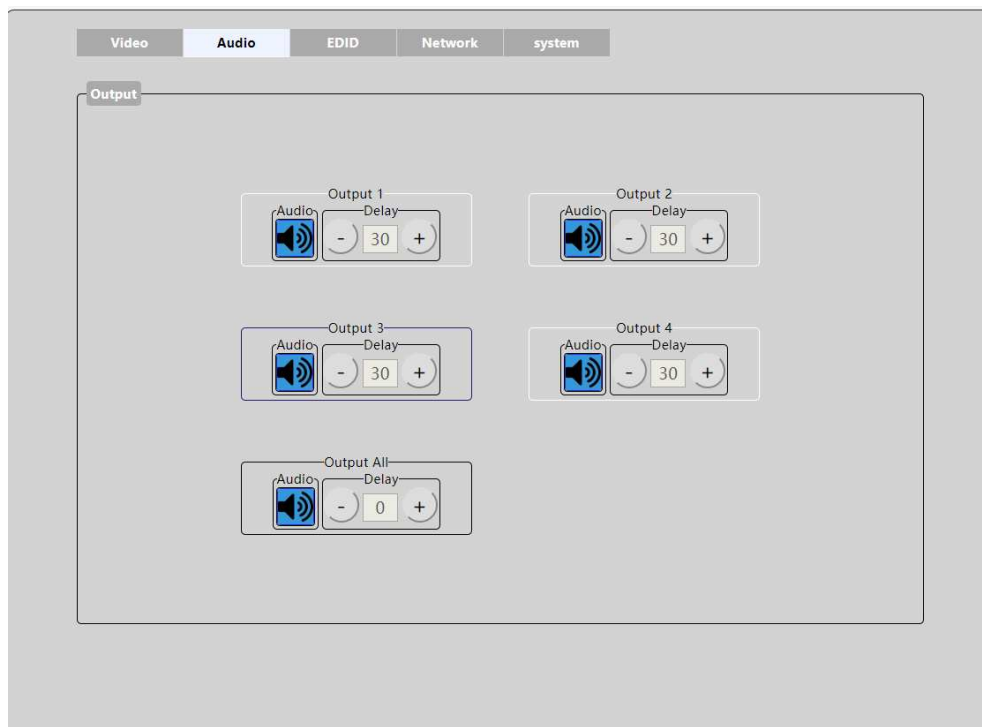 Video Audio EDID Network system
Output
Output 1 Output 2
Audio Delay Audio Delay
- 30 + - 30 +
Output 3 Output 4
Audio Delay Audio Delay
- 30 + - 30 +
Output All
Audio Delay
- 0 +